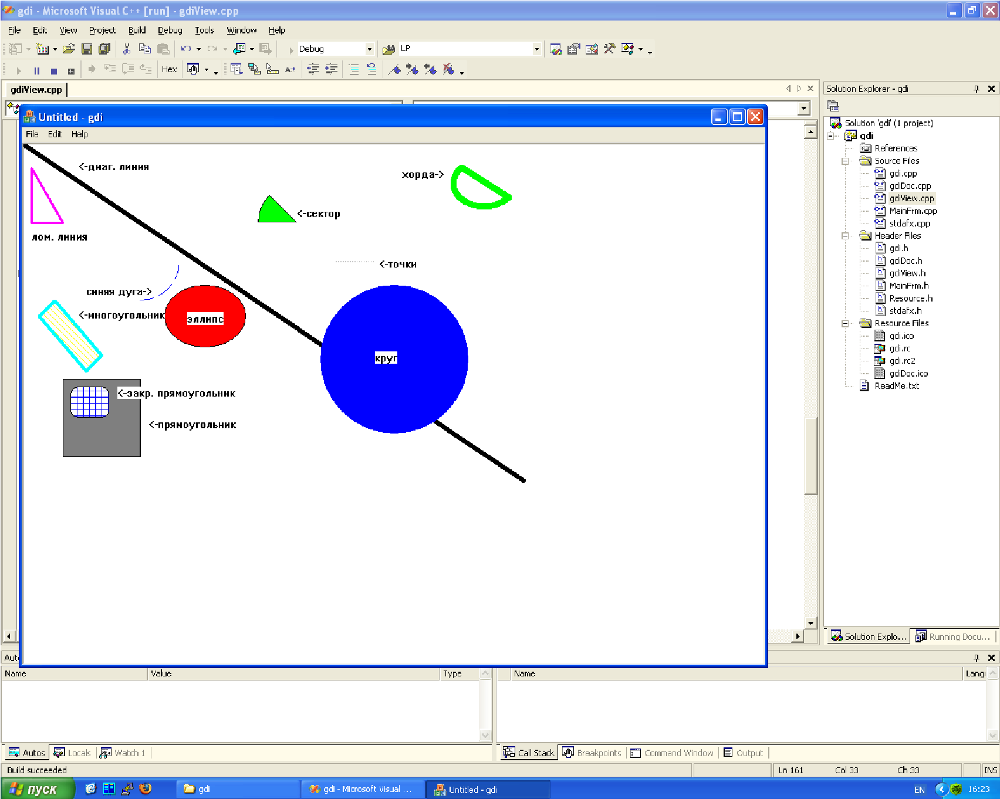 gdi - Microsoft Visual C++ [run] - gdiView.cpp
File Edit View Project Build Debug Tools Window Help
Debug
LP
Hex
gdiView.cpp
Solution Explorer - gdi
Untitled - gdi
File Edit Help
<-диаг. линия
хорда->
<-сектор
лом. линия
<-точки
синяя дуга->
<-многоугольник
эллипс
круг
<-закр. прямоугольник
<-прямоугольник
Solution 'gdi' (1 project)
gdi
References
Source Files
gdi.cpp
gdiDoc.cpp
gdiView.cpp
MainFrm.cpp
stdafx.cpp
Header Files
gdi.h
gdiDoc.h
gdiView.h
MainFrm.h
Resource.h
stdafx.h
Resource Files
gdi.ico
gdi.rc
gdi.rc2
gdiDoc.ico
ReadMe.txt
Solution Explo... Running Docu...
Auto
Name Value Type
Name Lang
Autos Locals Watch 1
Call Stack Breakpoints Command Window Output
Build succeeded
Ln 161 Col 33 Ch 33 INS
пуск gdi gdi - Microsoft Visual ... Untitled - gdi EN 16:23